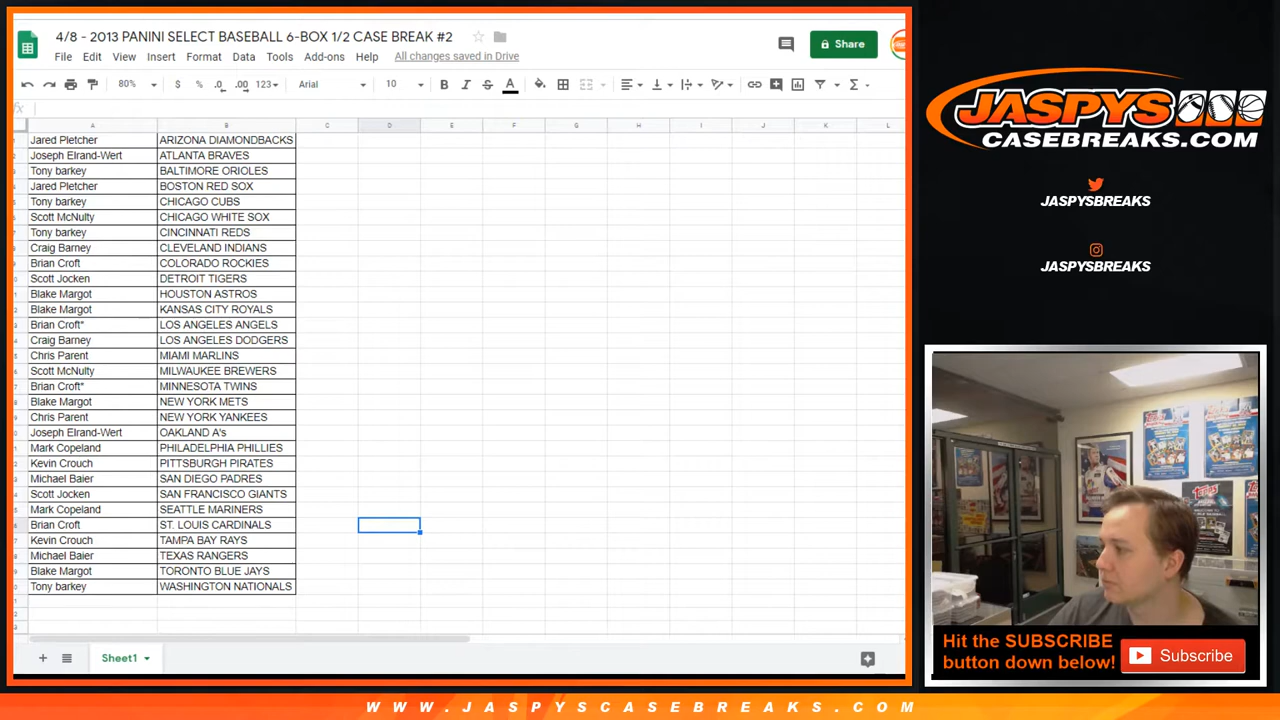 4/8 - 2013 PANINI SELECT BASEBALL 6-BOX 1/2 CASE BREAK #2
File Edit View Insert Format Data Tools Add-ons Help All changes saved in Drive
Share
80% $ % .0 .00 123 Arial 10
fx
A B C D E F G H I J K L
Jared Pletcher ARIZONA DIAMONDBACKS
Joseph Elrand-Wert ATLANTA BRAVES
Tony barkey BALTIMORE ORIOLES
Jared Pletcher BOSTON RED SOX
Tony barkey CHICAGO CUBS
Scott McNulty CHICAGO WHITE SOX
Tony barkey CINCINNATI REDS
Craig Barney CLEVELAND INDIANS
Brian Croft COLORADO ROCKIES
Scott Jocken DETROIT TIGERS
Blake Margot HOUSTON ASTROS
Blake Margot KANSAS CITY ROYALS
Brian Croft* LOS ANGELES ANGELS
Craig Barney LOS ANGELES DODGERS
Chris Parent MIAMI MARLINS
Scott McNulty MILWAUKEE BREWERS
Brian Croft* MINNESOTA TWINS
Blake Margot NEW YORK METS
Chris Parent NEW YORK YANKEES
Joseph Elrand-Wert OAKLAND A's
Mark Copeland PHILADELPHIA PHILLIES
Kevin Crouch PITTSBURGH PIRATES
Michael Baier SAN DIEGO PADRES
Scott Jocken SAN FRANCISCO GIANTS
Mark Copeland SEATTLE MARINERS
Brian Croft ST. LOUIS CARDINALS
Kevin Crouch TAMPA BAY RAYS
Michael Baier TEXAS RANGERS
Blake Margot TORONTO BLUE JAYS
Tony barkey WASHINGTON NATIONALS
Sheet1
JASPYS
CASEBREAKS.COM
JASPYSBREAKS
JASPYSBREAKS
TOPPS
Hit the SUBSCRIBE
button down below!
Subscribe
WWW.JASPYSCASEBREAKS.COM